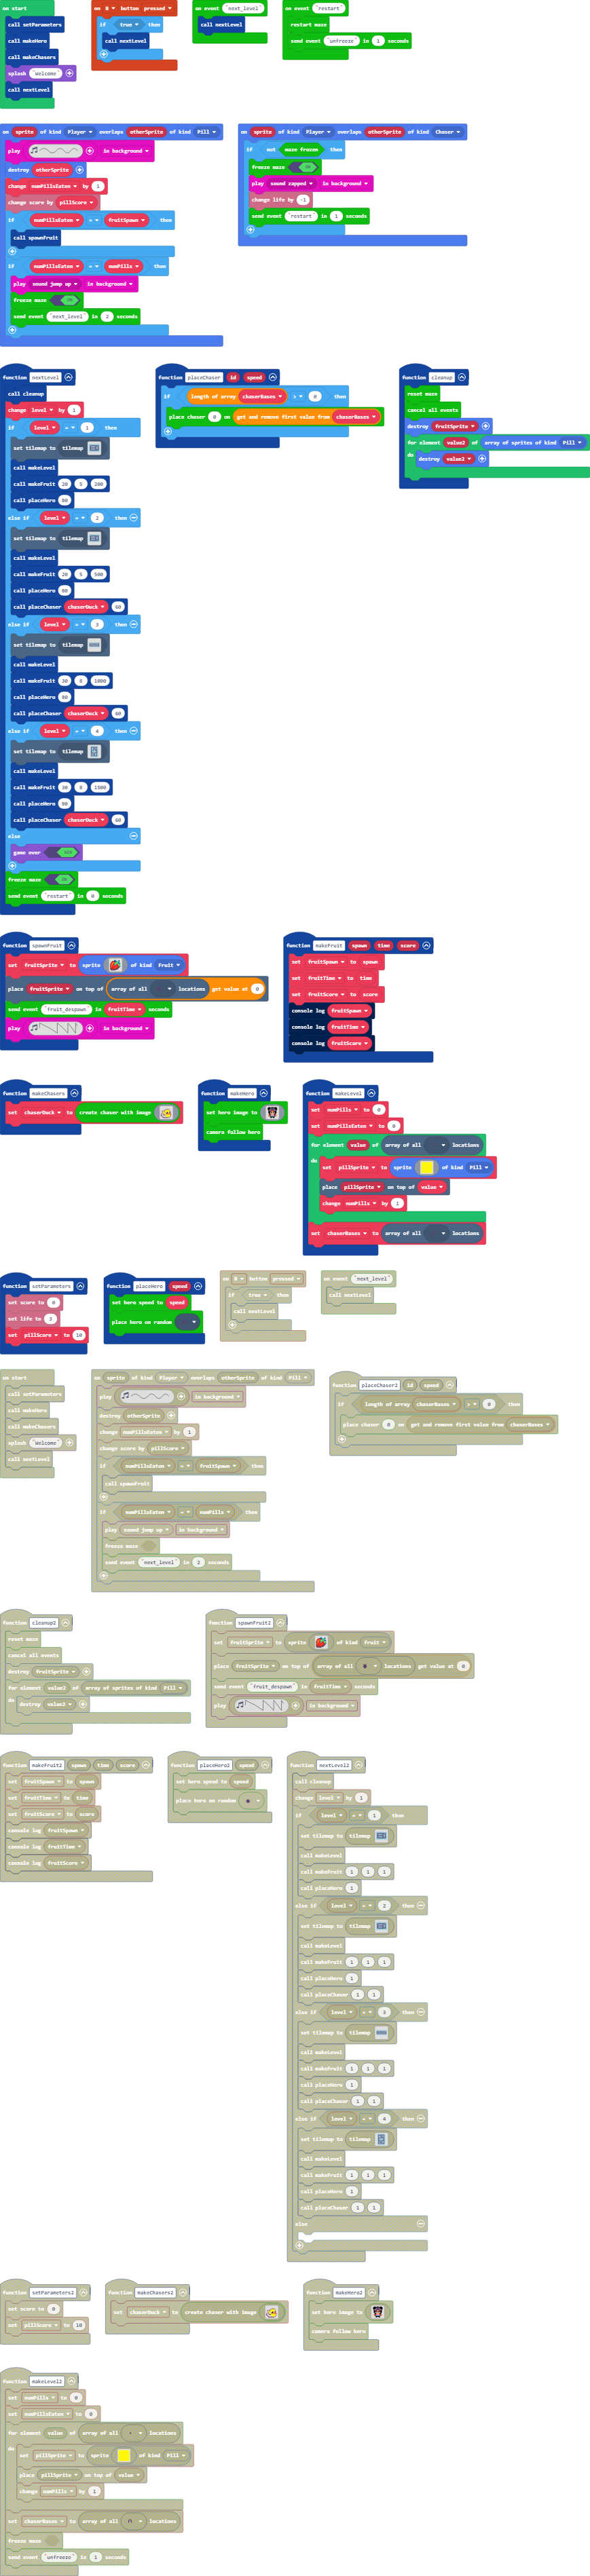 on start
call setParameters
call makeHero
call makeChasers
splash "Welcome"
call nextLevel
on B button pressed
if true then
call nextLevel
on event "next_level"
call nextLevel
on event "restart"
restart maze
send event "unfreeze" in 1 seconds
on sprite of kind Player overlaps otherSprite of kind Pill
play in background
destroy otherSprite
change numPillsEaten by 1
change score by pillScore
if numPillsEaten = fruitSpawn then
call spawnFruit
if numPillsEaten = numPills then
play sound jump up in background
freeze maze ON
send event "next_level" in 2 seconds
on sprite of kind Player overlaps otherSprite of kind Chaser
if not maze frozen then
freeze maze ON
play sound zapped in background
change life by -1
send event "restart" in 1 seconds
function nextLevel
call cleanup
change level by 1
if level = 1 then
set tilemap to tilemap
call makeLevel
call makeFruit 20 5 200
call placeHero 80
else if level = 2 then
set tilemap to tilemap
call makeLevel
call makeFruit 20 5 500
call placeHero 80
call placeChaser chaserDuck 60
else if level = 3 then
set tilemap to tilemap
call makeLevel
call makeFruit 30 8 1000
call placeHero 80
call placeChaser chaserDuck 60
else if level = 4 then
set tilemap to tilemap
call makeLevel
call makeFruit 30 8 1500
call placeHero 80
call placeChaser chaserDuck 60
else
game over WIN
freeze maze ON
send event "restart" in 0 seconds
function placeChaser id speed
if length of array chaserBases > 0 then
place chaser 0 on get and remove first value from chaserBases
function cleanup
reset maze
cancel all events
destroy fruitSprite
for element value2 of array of sprites of kind Pill
do destroy value2
function spawnFruit
set fruitSprite to sprite of kind Fruit
place fruitSprite on top of array of all locations get value at 0
send event "fruit_despawn" in fruitTime seconds
play in background
function makeFruit spawn time score
set fruitSpawn to spawn
set fruitTime to time
set fruitScore to score
console log fruitSpawn
console log fruitTime
console log fruitScore
function makeChasers
set chaserDuck to create chaser with image
function makeHero
set hero image to
camera follow hero
function makeLevel
set numPills to 0
set numPillsEaten to 0
for element value of array of all locations
do set pillSprite to sprite of kind Pill
place pillSprite on top of value
change numPills by 1
set chaserBases to array of all locations
function setParameters
set score to 0
set life to 3
set pillScore to 10
function placeHero speed
set hero speed to speed
place hero on random
on B button pressed
if true then
call nextLevel
on event "next_level"
call nextLevel
on start
call setParameters
call makeHero
call makeChasers
splash "Welcome"
call nextLevel
on sprite of kind Player overlaps otherSprite of kind Pill
play in background
destroy otherSprite
change numPillsEaten by 1
change score by pillScore
if numPillsEaten = fruitSpawn then
call spawnFruit
if numPillsEaten = numPills then
play sound jump up in background
freeze maze
send event "next_level" in 2 seconds
function placeChaser2 id speed
if length of array chaserBases > 0 then
place chaser 0 on get and remove first value from chaserBases
function cleanup2
reset maze
cancel all events
destroy fruitSprite
for element value2 of array of sprites of kind Pill
do destroy value2
function spawnFruit2
set fruitSprite to sprite of kind Fruit
place fruitSprite on top of array of all locations get value at 0
send event "fruit_despawn" in fruitTime seconds
play in background
function makeFruit2 spawn time score
set fruitSpawn to spawn
set fruitTime to time
set fruitScore to score
console log fruitSpawn
console log fruitTime
console log fruitScore
function placeHero2 speed
set hero speed to speed
place hero on random
function nextLevel2
call cleanup
change level by 1
if level = 1 then
set tilemap to tilemap
call makeLevel
call makeFruit 1 1 1
call placeHero 1
else if level = 2 then
set tilemap to tilemap
call makeLevel
call makeFruit 1 1 1
call placeHero 1
call placeChaser 1 1
else if level = 3 then
set tilemap to tilemap
call makeLevel
call makeFruit 1 1 1
call placeHero 1
call placeChaser 1 1
else if level = 4 then
set tilemap to tilemap
call makeLevel
call makeFruit 1 1 1
call placeHero 1
call placeChaser 1 1
else
function setParameters2
set score to 0
set pillScore to 10
function makeChasers2
set chaserDuck to create chaser with image
function makeHero2
set hero image to
camera follow hero
function makeLevel2
set numPills to 0
set numPillsEaten to 0
for element value of array of all locations
do set pillSprite to sprite of kind Pill
place pillSprite on top of value
change numPills by 1
set chaserBases to array of all locations
freeze maze
send event "unfreeze" in 1 seconds